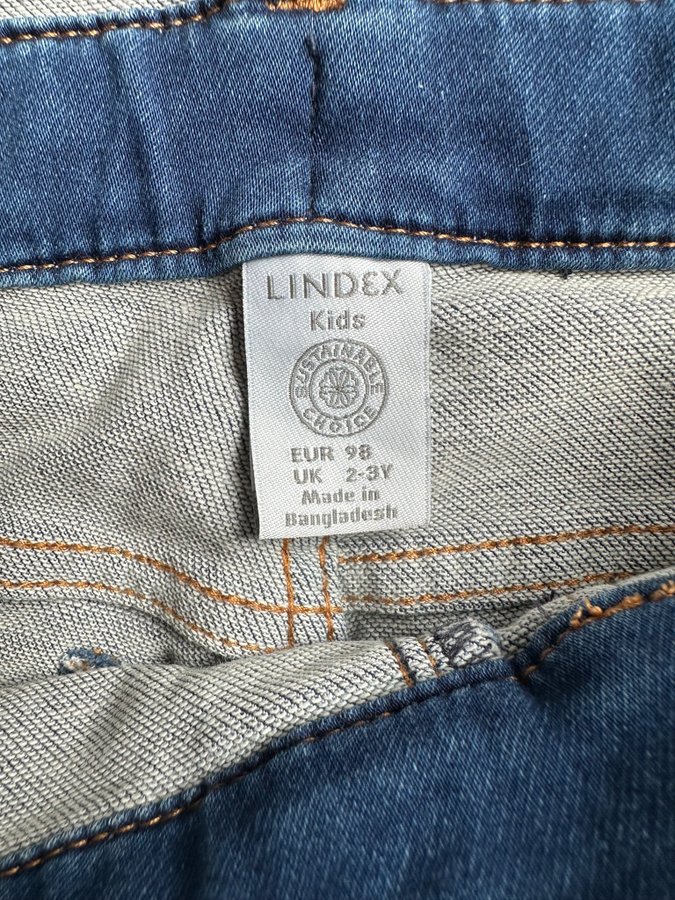 LINDEX
Kids
SUSTAINABLE
CHOICE
EUR 98
UK 2-3Y
Made in
Bangladesh